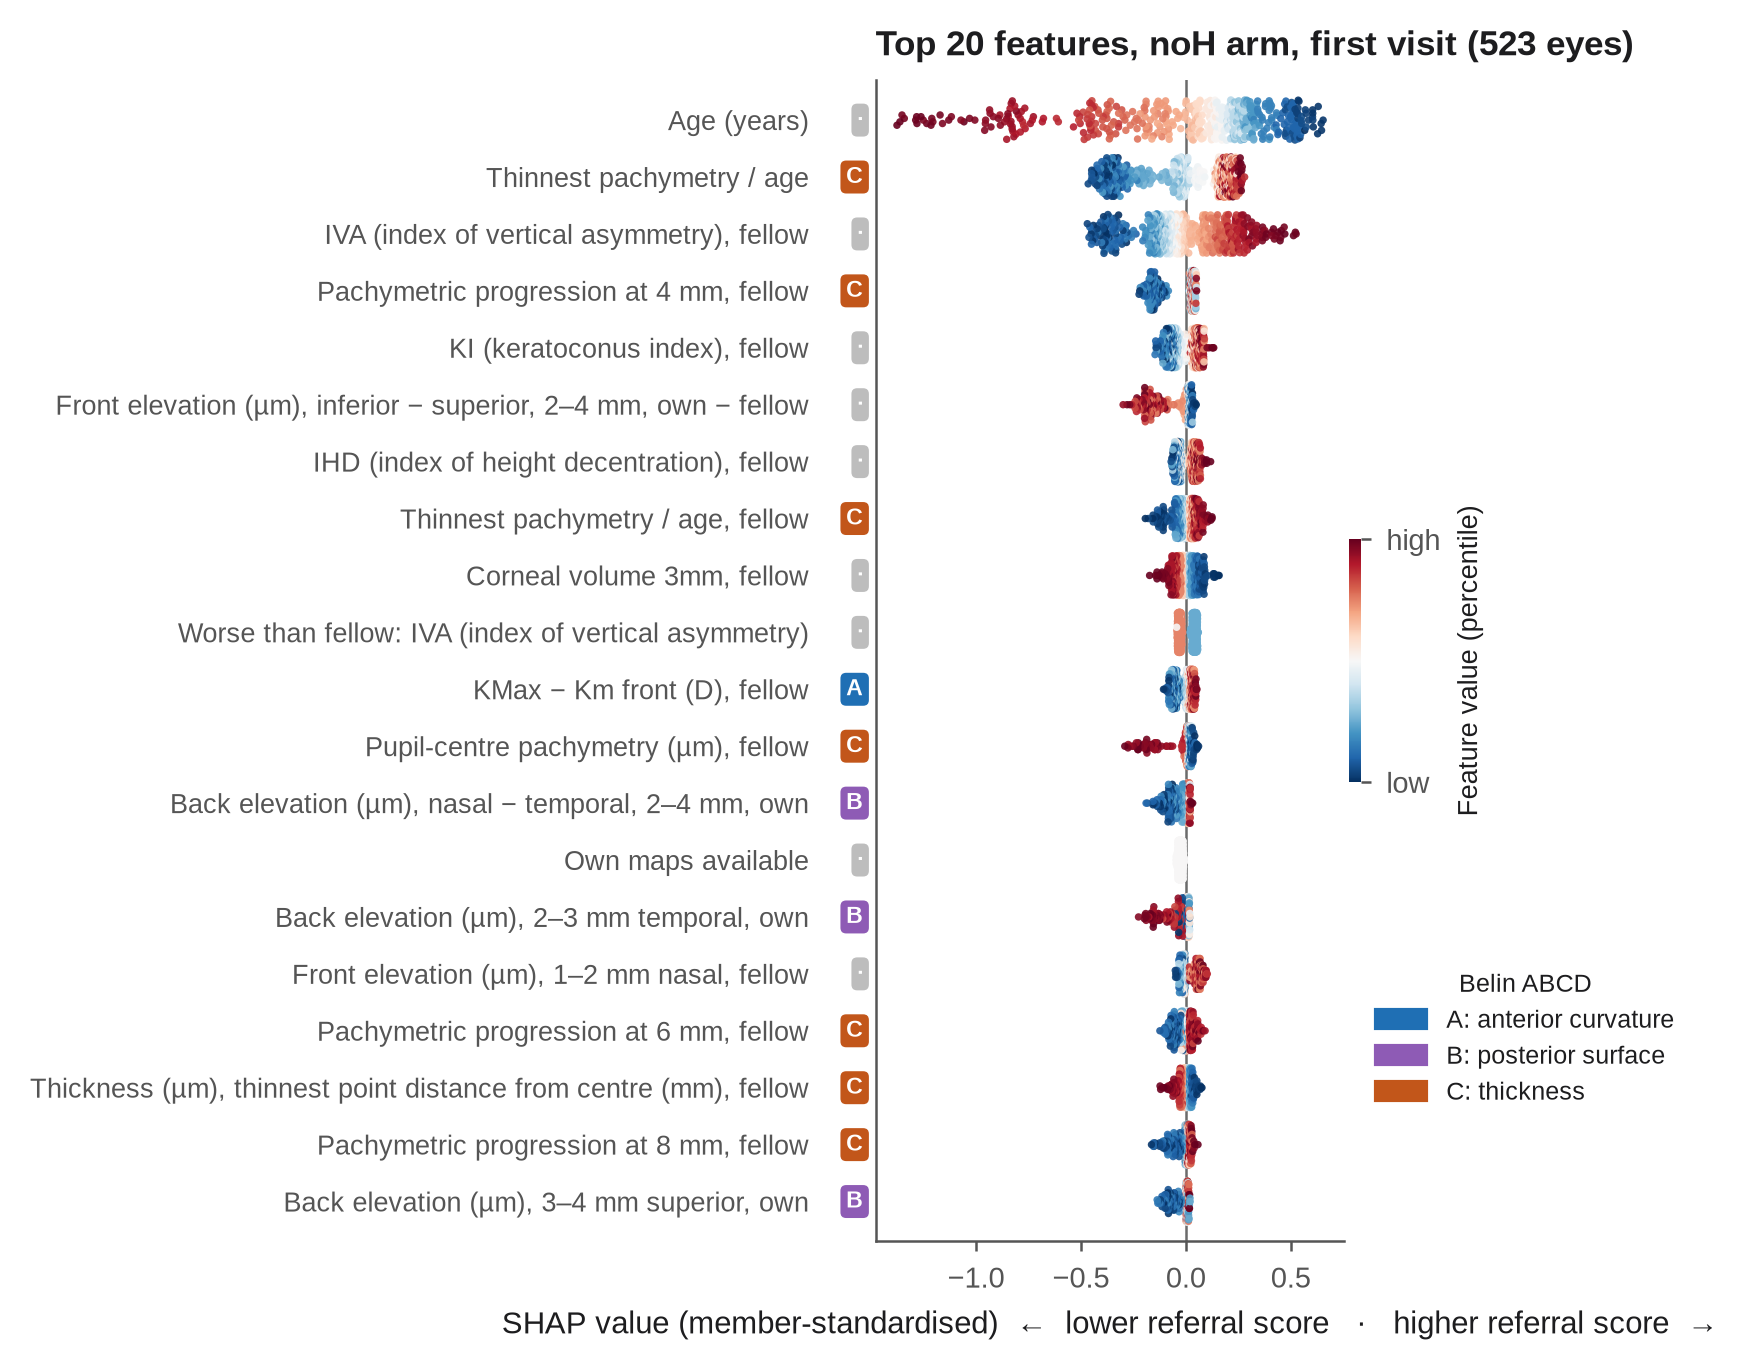 Top 20 features, noH arm, first visit (523 eyes)
Age (years) ·
Thinnest pachymetry / age C
IVA (index of vertical asymmetry), fellow ·
Pachymetric progression at 4 mm, fellow C
KI (keratoconus index), fellow ·
Front elevation (µm), inferior − superior, 2–4 mm, own − fellow ·
IHD (index of height decentration), fellow ·
Thinnest pachymetry / age, fellow C
Corneal volume 3mm, fellow ·
Worse than fellow: IVA (index of vertical asymmetry) ·
KMax − Km front (D), fellow A
Pupil-centre pachymetry (µm), fellow C
Back elevation (µm), nasal − temporal, 2–4 mm, own B
Own maps available ·
Back elevation (µm), 2–3 mm temporal, own B
Front elevation (µm), 1–2 mm nasal, fellow ·
Pachymetric progression at 6 mm, fellow C
Thickness (µm), thinnest point distance from centre (mm), fellow C
Pachymetric progression at 8 mm, fellow C
Back elevation (µm), 3–4 mm superior, own B
−1.0 −0.5 0.0 0.5
SHAP value (member-standardised) ← lower referral score · higher referral score →
high
low
Feature value (percentile)
Belin ABCD
A: anterior curvature
B: posterior surface
C: thickness